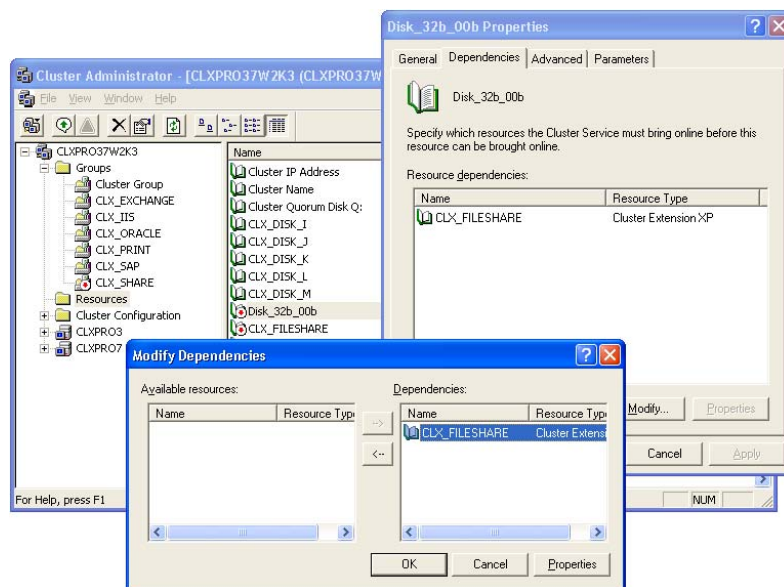 Disk_32b_00b Properties
General Dependencies Advanced Parameters
Disk_32b_00b
Specify which resources the Cluster Service must bring online before this
resource can be brought online.
Resource dependencies:
Name Resource Type
CLX_FILESHARE Cluster Extension XP
Modify... Properties
Cancel Apply
Cluster Administrator - [CLXPRO37W2K3 (CLXPRO37W
File View Window Help
CLXPRO37W2K3
Groups
Cluster Group
CLX_EXCHANGE
CLX_IIS
CLX_ORACLE
CLX_PRINT
CLX_SAP
CLX_SHARE
Resources
Cluster Configuration
CLXPRO3
CLXPRO7
Name
Cluster IP Address
Cluster Name
Cluster Quorum Disk Q:
CLX_DISK_I
CLX_DISK_J
CLX_DISK_K
CLX_DISK_L
CLX_DISK_M
Disk_32b_00b
CLX_FILESHARE
For Help, press F1
NUM
Modify Dependencies
Available resources:
Name Resource Typ
Dependencies:
Name Resource Typ
CLX_FILESHARE Cluster Extensi
OK Cancel Properties